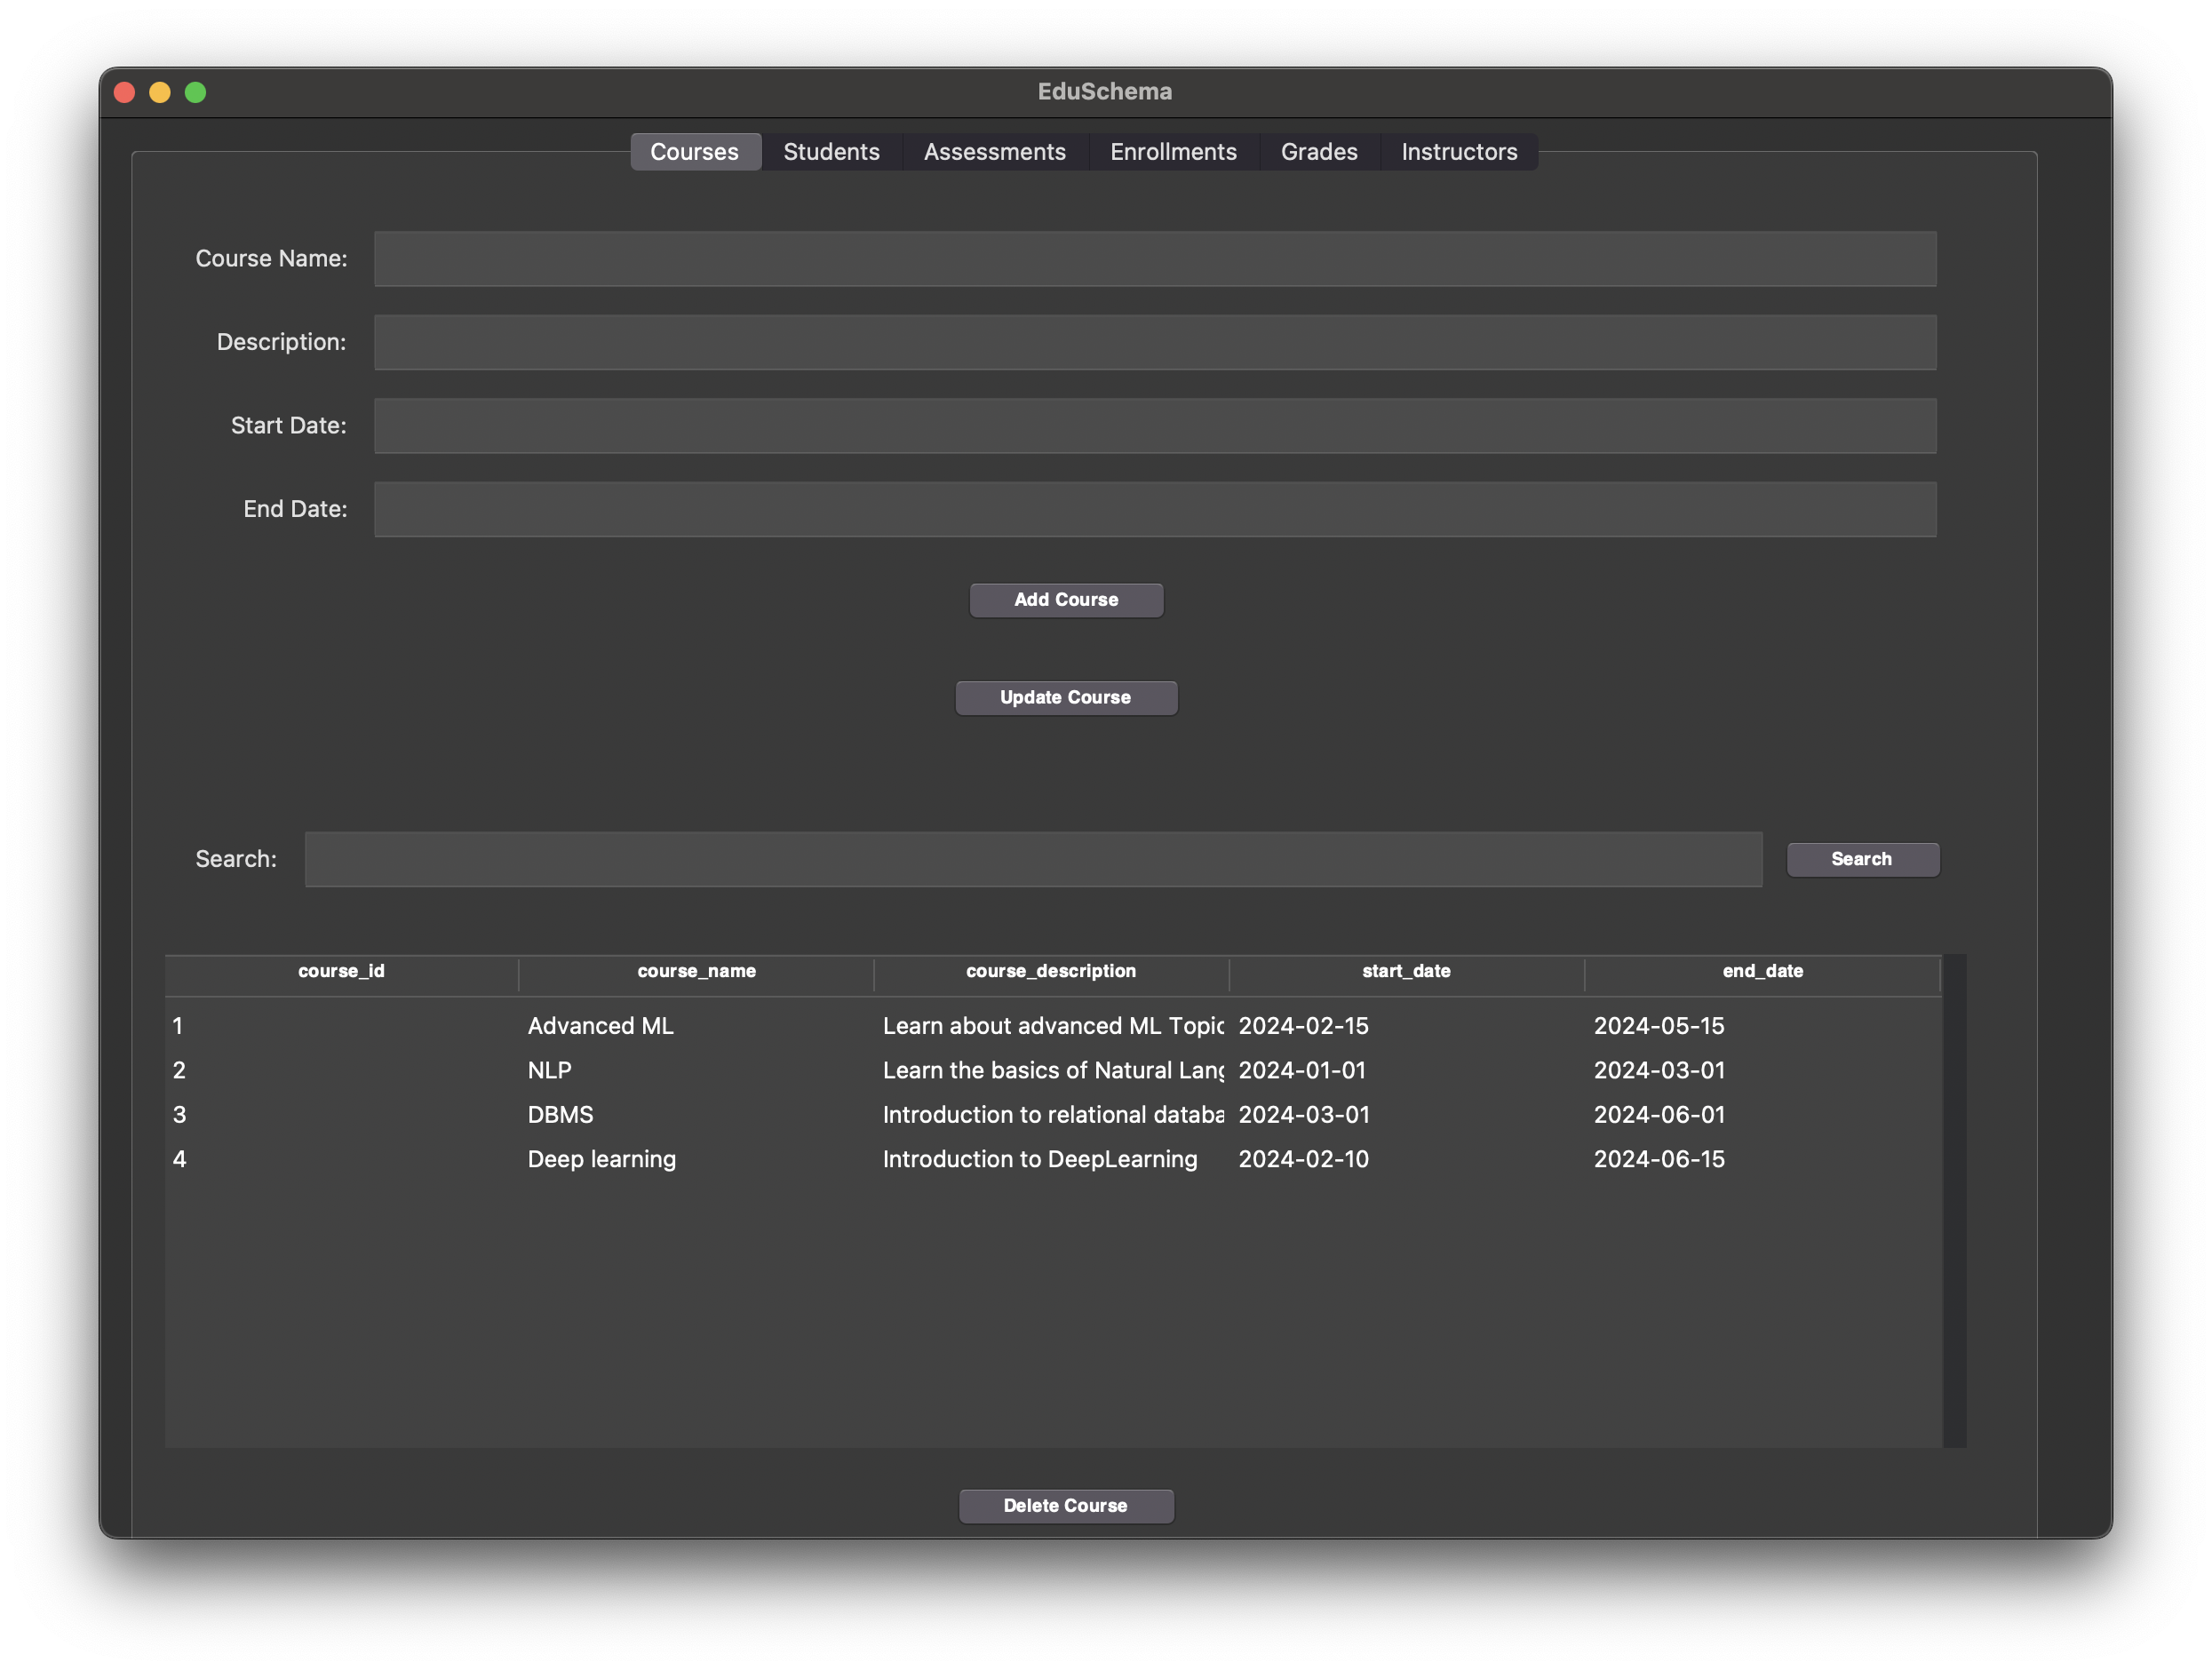 EduSchema
Courses Students Assessments Enrollments Grades Instructors
Course Name:
Description:
Start Date:
End Date:
Add Course
Update Course
Search: Search
course_id course_name course_description start_date end_date
1 Advanced ML Learn about advanced ML Topic 2024-02-15 2024-05-15
2 NLP Learn the basics of Natural Lang 2024-01-01 2024-03-01
3 DBMS Introduction to relational databa 2024-03-01 2024-06-01
4 Deep learning Introduction to DeepLearning 2024-02-10 2024-06-15
Delete Course